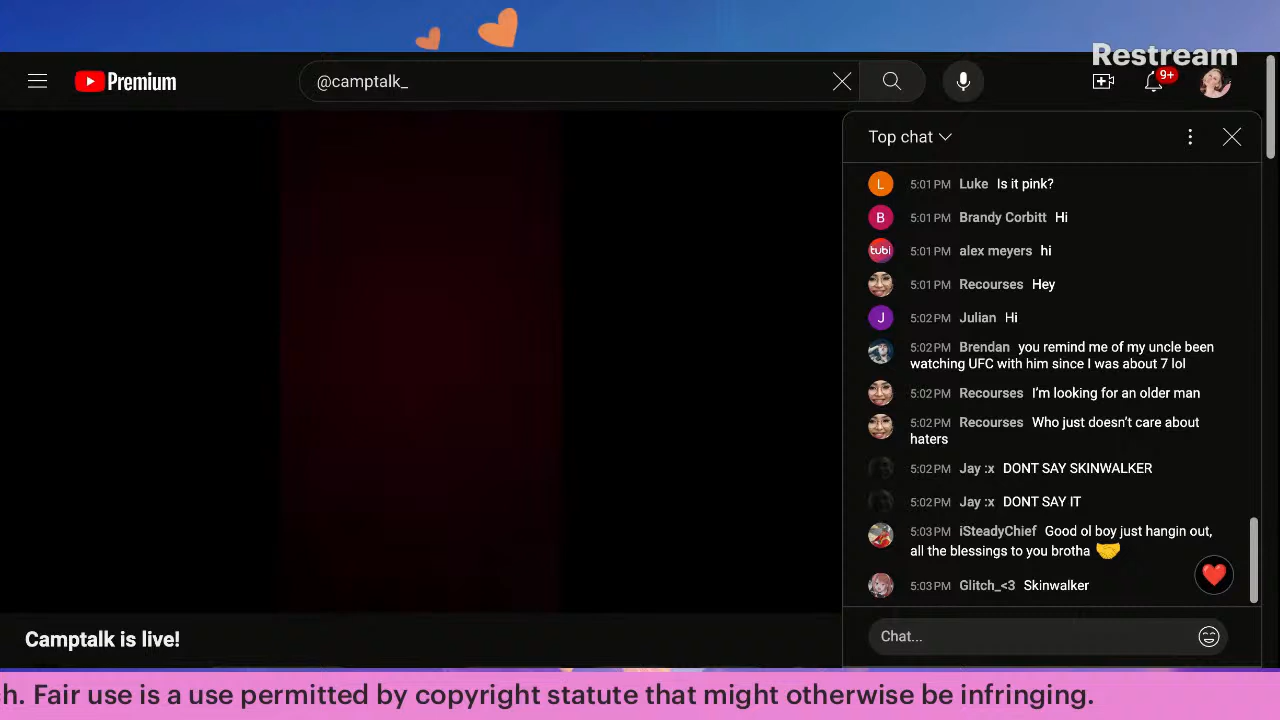 Restream
Premium
@camptalk_
9+
Top chat
L 5:01 PM Luke Is it pink?
B 5:01 PM Brandy Corbitt Hi
tubi 5:01 PM alex meyers hi
5:01 PM Recourses Hey
J 5:02 PM Julian Hi
5:02 PM Brendan you remind me of my uncle been
watching UFC with him since I was about 7 lol
5:02 PM Recourses I'm looking for an older man
5:02 PM Recourses Who just doesn't care about
haters
5:02 PM Jay :x DONT SAY SKINWALKER
5:02 PM Jay :x DONT SAY IT
5:03 PM iSteadyChief Good ol boy just hangin out,
all the blessings to you brotha
5:03 PM Glitch_<3 Skinwalker
Chat...
Camptalk is live!
ch. Fair use is a use permitted by copyright statute that might otherwise be infringing.